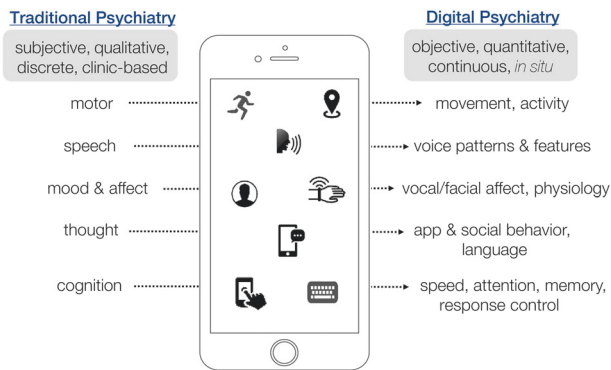 Traditional Psychiatry
subjective, qualitative,
discrete, clinic-based
motor
speech
mood & affect
thought
cognition
Digital Psychiatry
objective, quantitative,
continuous, in situ
movement, activity
voice patterns & features
vocal/facial affect, physiology
app & social behavior,
language
speed, attention, memory,
response control